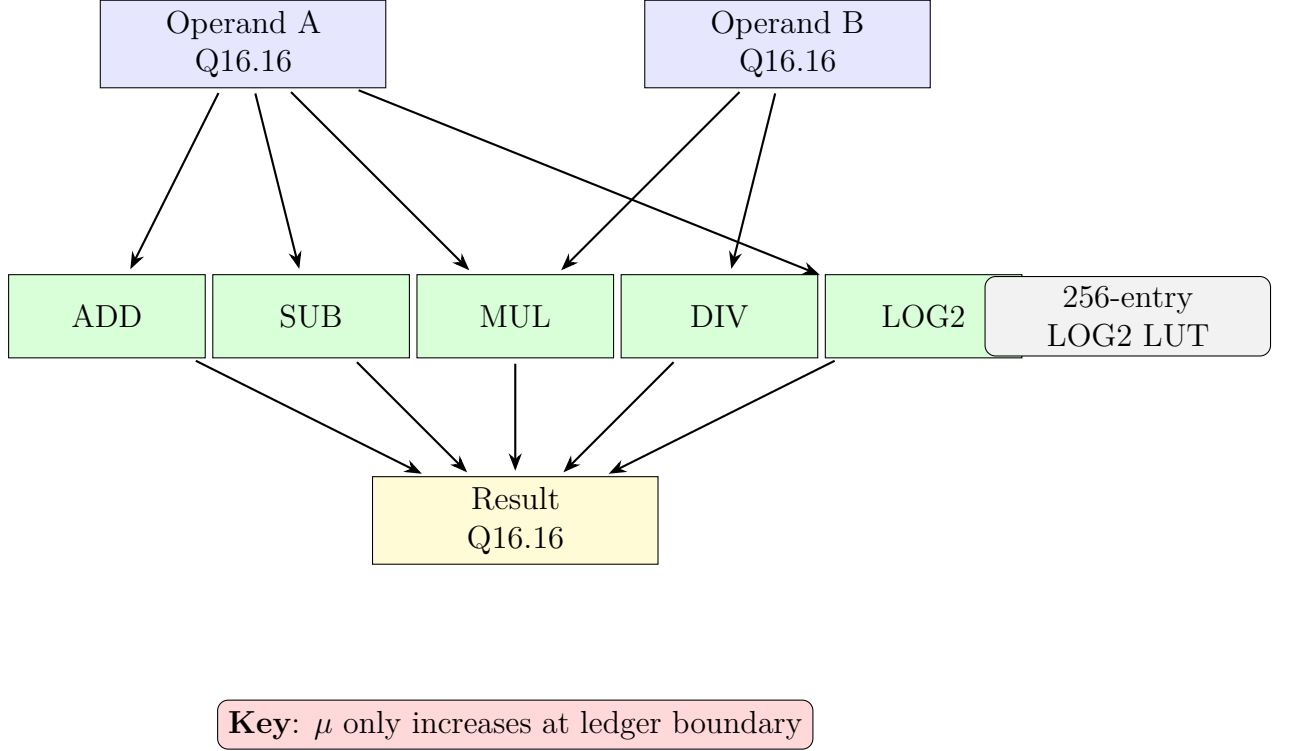 Operand A
Q16.16
Operand B
Q16.16
ADD
SUB
MUL
DIV
LOG2
256-entry
LOG2 LUT
Result
Q16.16
Key: μ only increases at ledger boundary